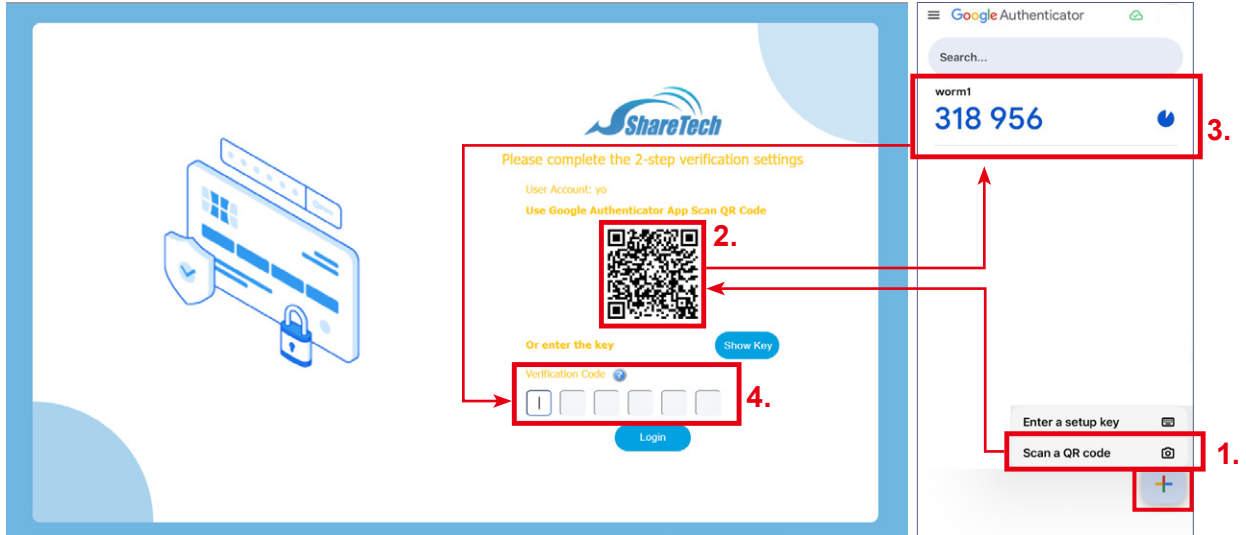 ShareTech
Please complete the 2-step verification settings
User Account: yo
Use Google Authenticator App Scan QR Code
2.
Or enter the key
Show Key
Verification Code ?
4.
Login
Google Authenticator
Search...
worm1
318 956
3.
Enter a setup key
Scan a QR code
1.